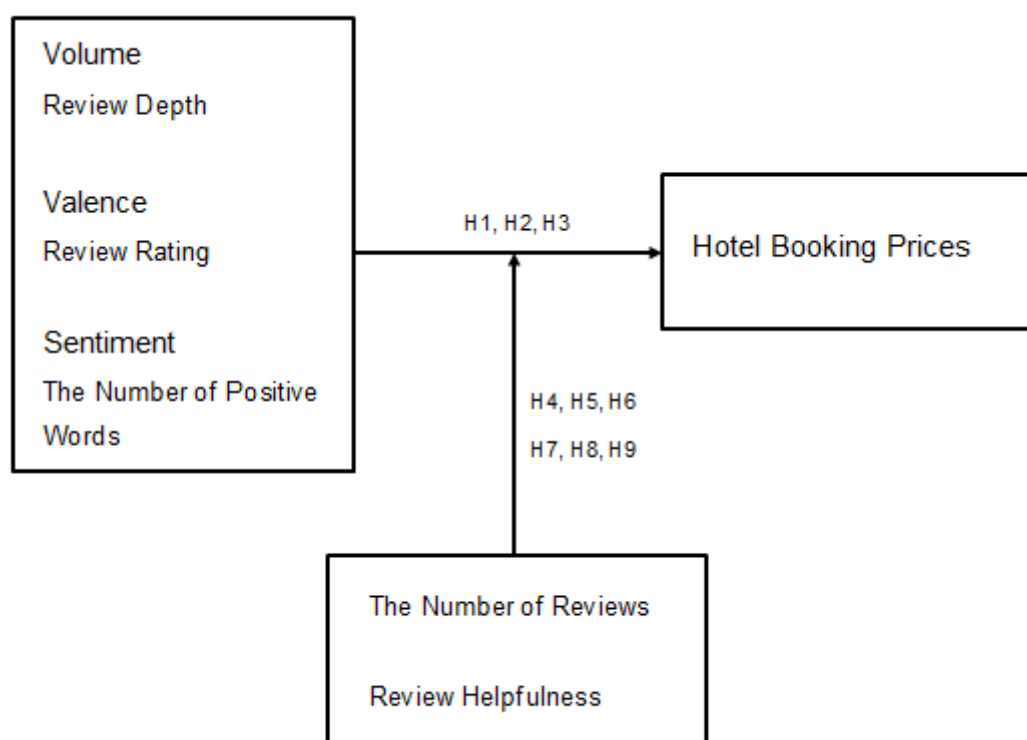 Volume
Review Depth
Valence
Review Rating
Sentiment
The Number of Positive
Words
H1, H2, H3
Hotel Booking Prices
H4, H5, H6
H7, H8, H9
The Number of Reviews
Review Helpfulness